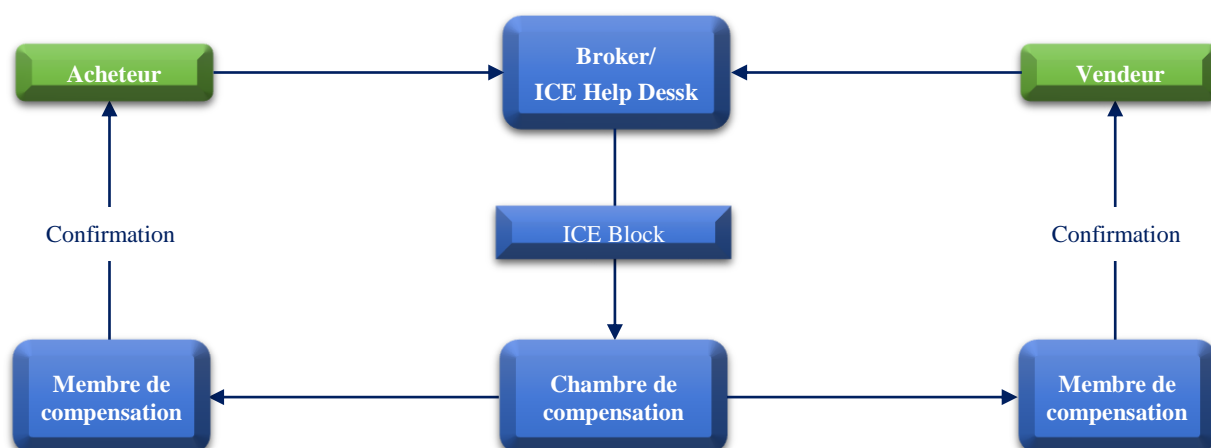 Acheteur
Broker/
ICE Help Dessk
Vendeur
Confirmation
ICE Block
Confirmation
Membre de
compensation
Chambre de
compensation
Membre de
compensation